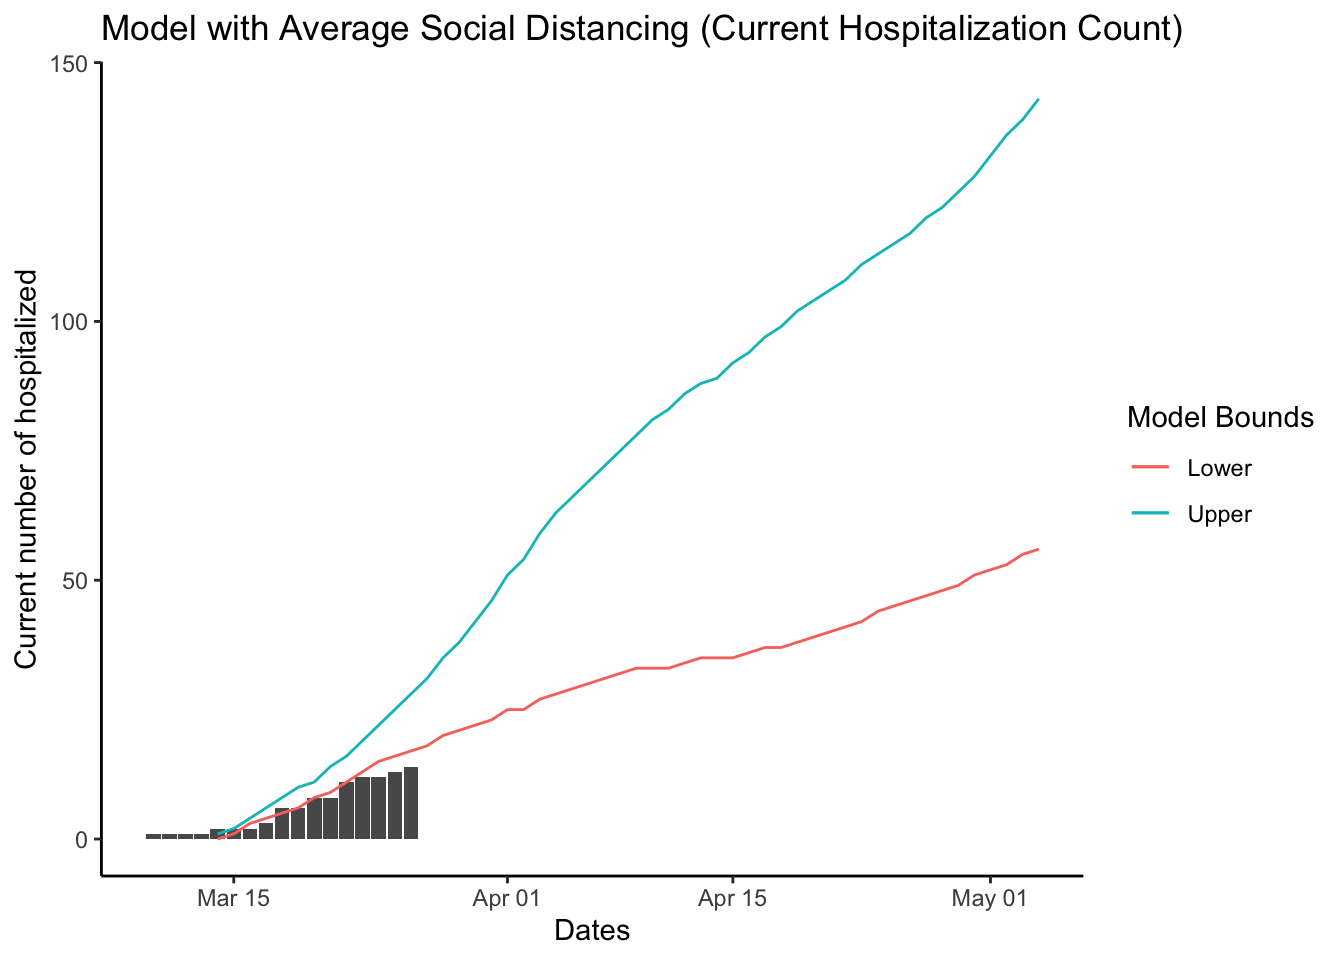 Model with Average Social Distancing (Current Hospitalization Count)
150
100
50
0
Current number of hospitalized
Mar 15
Apr 01
Apr 15
May 01
Dates
Model Bounds
Lower
Upper